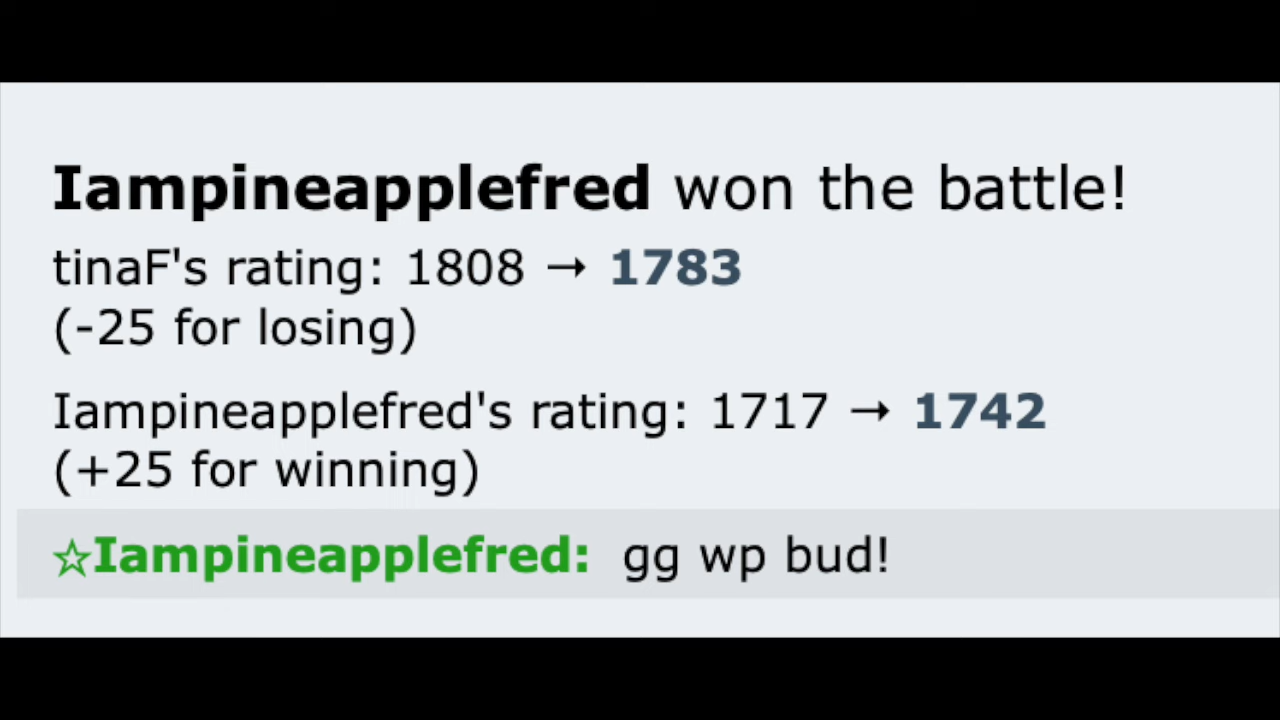 Iampineapplefred won the battle!
tinaF's rating: 1808 → 1783
(-25 for losing)
Iampineapplefred's rating: 1717 → 1742
(+25 for winning)
☆Iampineapplefred: gg wp bud!